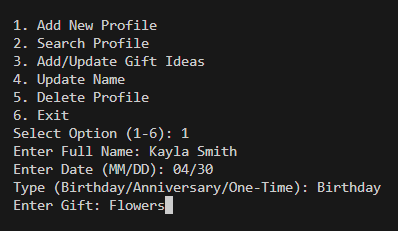 1. Add New Profile
2. Search Profile
3. Add/Update Gift Ideas
4. Update Name
5. Delete Profile
6. Exit
Select Option (1-6): 1
Enter Full Name: Kayla Smith
Enter Date (MM/DD): 04/30
Type (Birthday/Anniversary/One-Time): Birthday
Enter Gift: Flowers